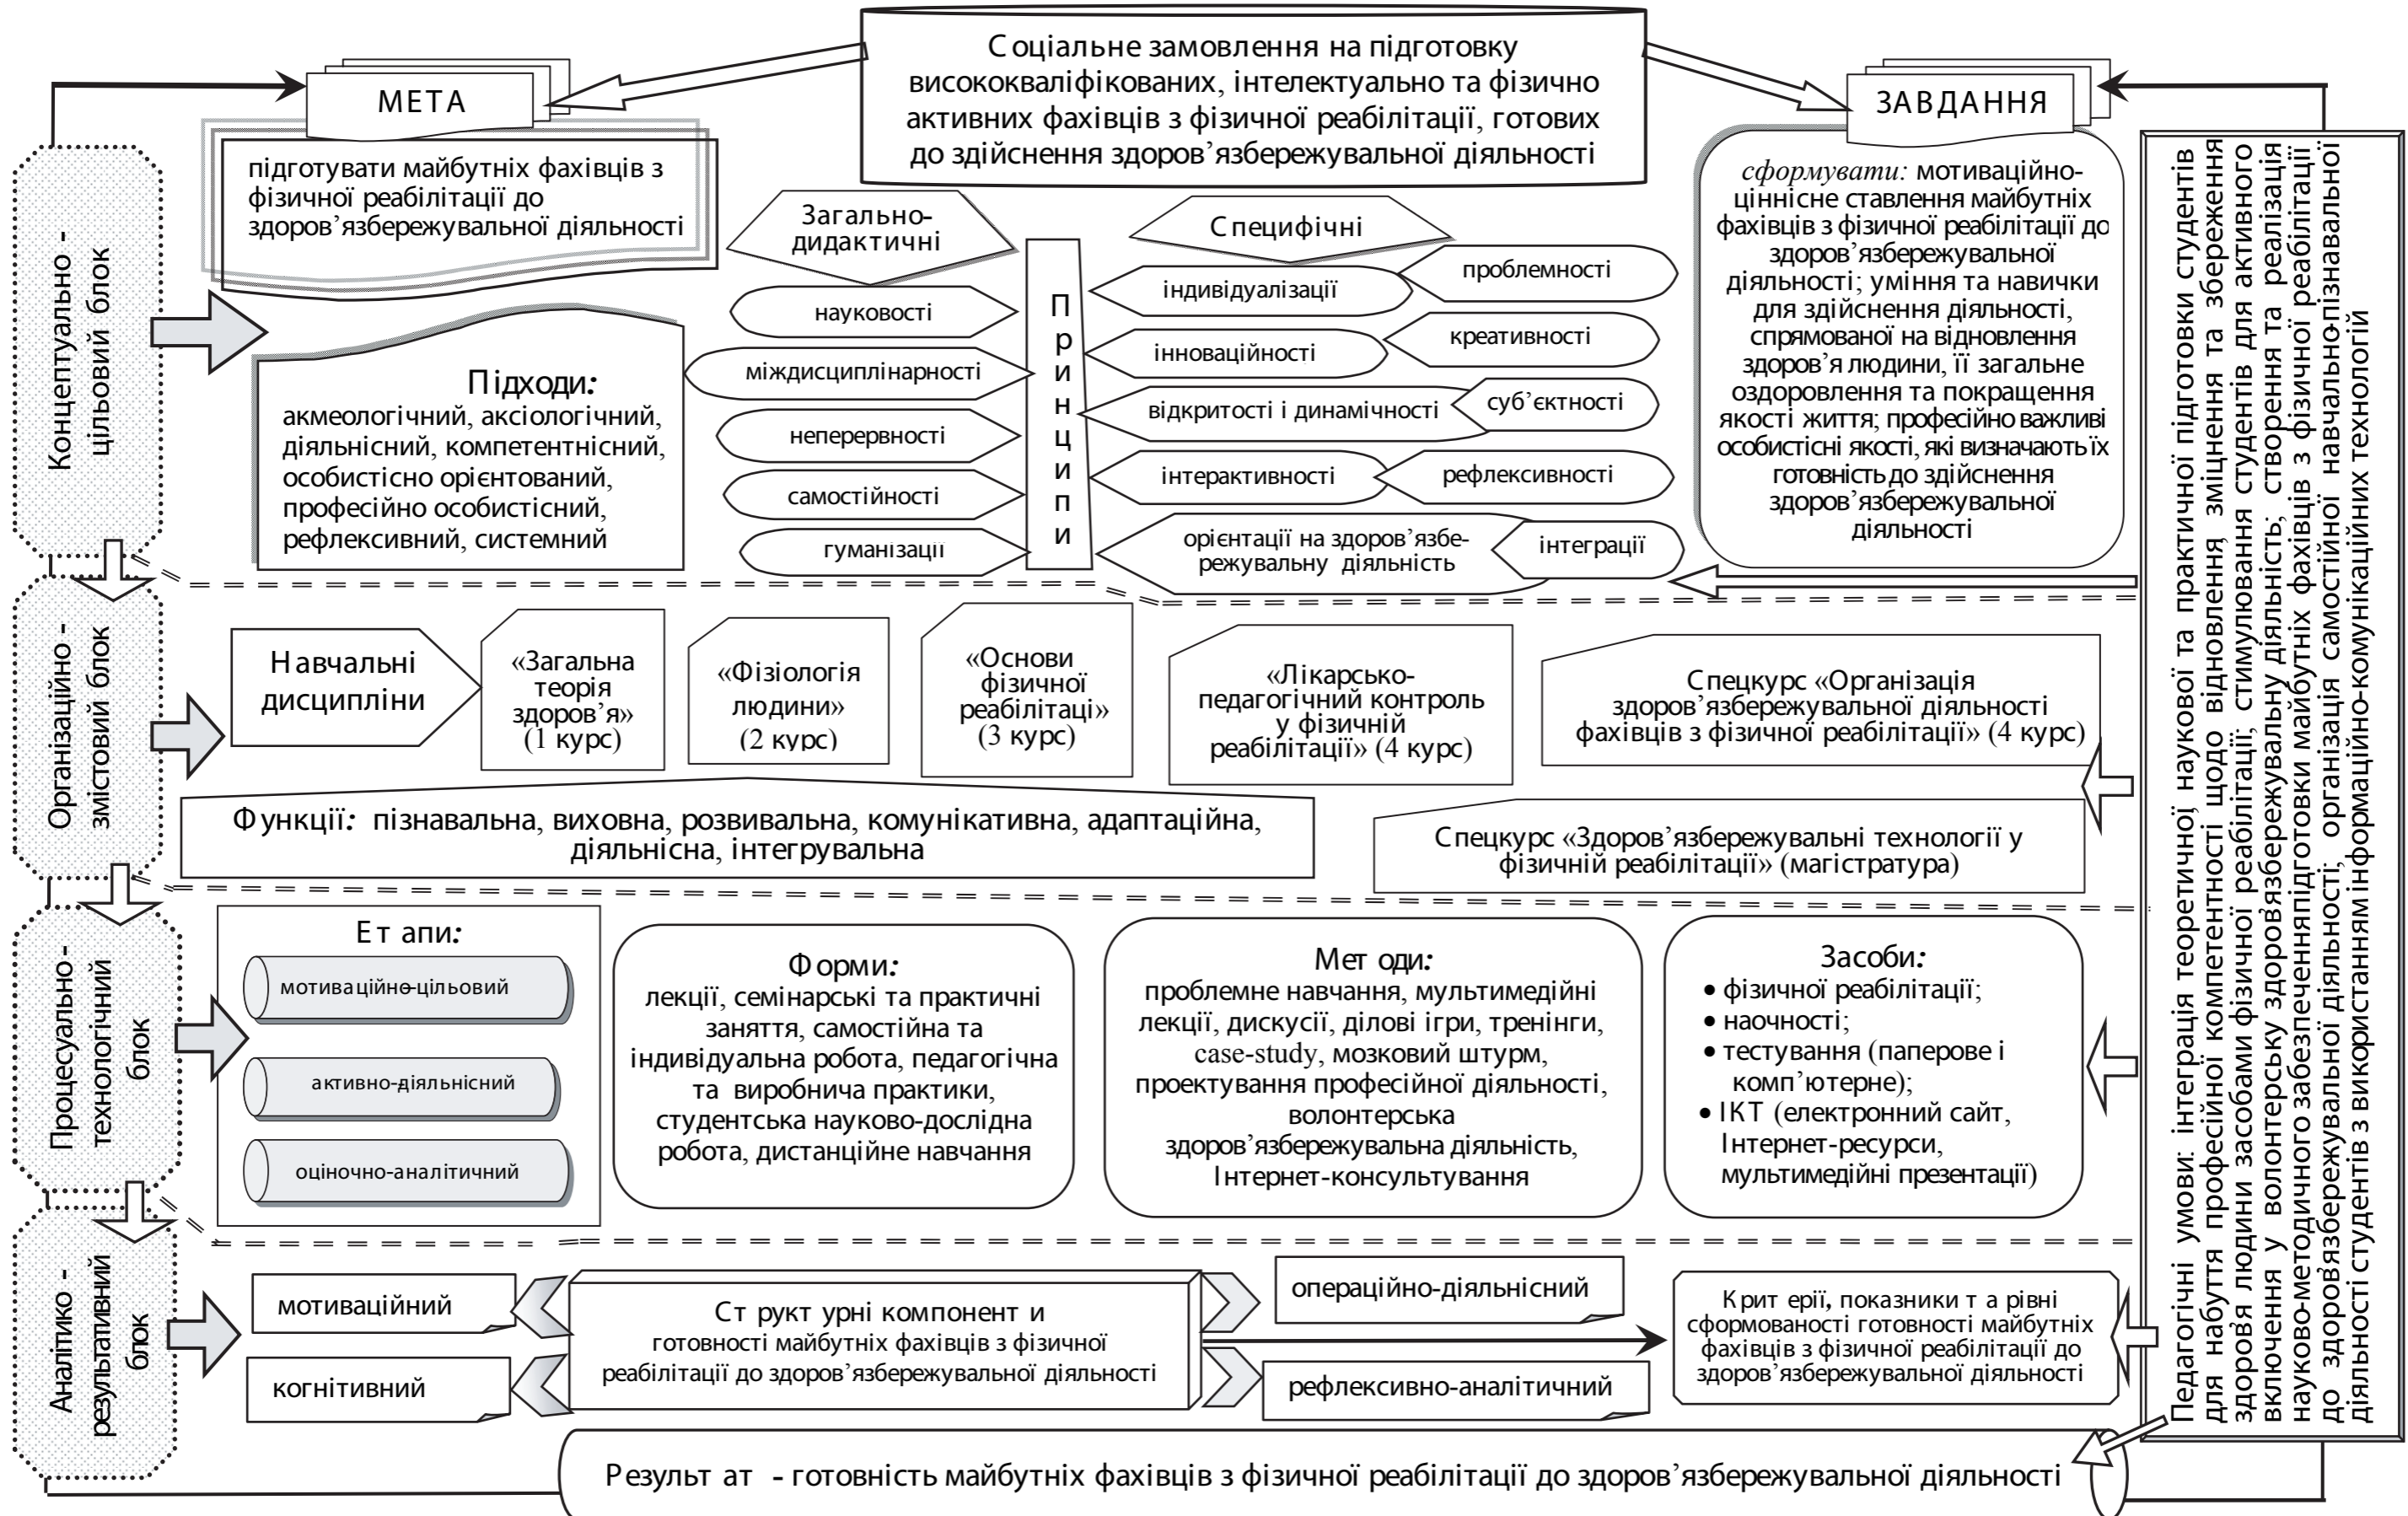 Соціальне замовлення на підготовку
висококваліфікованих, інтелектуально та фізично
активних фахівців з фізичної реабілітації, готових
до здійснення здоров’язбережувальної діяльності
МЕТА
підготувати майбутніх фахівців з
фізичної реабілітації до
здоров’язбережувальної діяльності
ЗАВДАННЯ
сформувати: мотиваційно-
ціннісне ставлення майбутніх
фахівців з фізичної реабілітації до
здоров’язбережувальної
діяльності; уміння та навички
для здійснення діяльності,
спрямованої на відновлення
здоров’я людини, її загальне
оздоровлення та покращення
якості життя; професійно важливі
особистісні якості, які визначають їх
готовність до здійснення
здоров’язбережувальної
діяльності
Концептуально -
цільовий блок
Підходи:
акмеологічний, аксіологічний,
діяльнісний, компетентнісний,
особистісно орієнтований,
професійно особистісний,
рефлексивний, системний
Загально-
дидактичні
науковості
міждисциплінарності
неперервності
самостійності
гуманізації
Принципи
Специфічні
індивідуалізації
проблемності
інноваційності
креативності
відкритості і динамічності
суб’єктності
інтерактивності
рефлексивності
орієнтації на здоров’язбе-
режувальну діяльність
інтеграції
Організаційно -
змістовий блок
Навчальні
дисципліни
«Загальна
теорія
здоров’я»
(1 курс)
«Фізіологія
людини»
(2 курс)
«Основи
фізичної
реабілітаці»
(3 курс)
«Лікарсько-
педагогічний контроль
у фізичній
реабілітації» (4 курс)
Спецкурс «Організація
здоров’язбережувальної діяльності
фахівців з фізичної реабілітації» (4 курс)
Функції: пізнавальна, виховна, розвивальна, комунікативна, адаптаційна,
діяльнісна, інтегрувальна
Спецкурс «Здоров’язбережувальні технології у
фізичній реабілітації» (магістратура)
Процесуально-
технологічний
блок
Етапи:
мотиваційно-цільовий
активно-діяльнісний
оціночно-аналітичний
Форми:
лекції, семінарські та практичні
заняття, самостійна та
індивідуальна робота, педагогічна
та виробнича практики,
студентська науково-дослідна
робота, дистанційне навчання
Методи:
проблемне навчання, мультимедійні
лекції, дискусії, ділові ігри, тренінги,
case-study, мозковий штурм,
проектування професійної діяльності,
волонтерська
здоров’язбережувальна діяльність,
Інтернет-консультування
Засоби:
• фізичної реабілітації;
• наочності;
• тестування (паперове і
комп’ютерне);
• ІКТ (електронний сайт,
Інтернет-ресурси,
мультимедійні презентації)
Аналітико -
результативний
блок
мотиваційний
когнітивний
Структурні компоненти
готовності майбутніх фахівців з фізичної
реабілітації до здоров’язбережувальної діяльності
операційно-діяльнісний
рефлексивно-аналітичний
Критерії, показники та рівні
сформованості готовності майбутніх
фахівців з фізичної реабілітації до
здоров’язбережувальної діяльності
Результат - готовність майбутніх фахівців з фізичної реабілітації до здоров’язбережувальної діяльності
Педагогічні умови: інтеграція теоретичної, наукової та практичної підготовки студентів
для набуття професійної компетентності щодо відновлення, зміцнення та збереження
здоров’я людини засобами фізичної реабілітації; стимулювання студентів для активного
включення у волонтерську здоров’язбережувальну діяльність; створення та реалізація
науково-методичного забезпечення підготовки майбутніх фахівців з фізичної реабілітації
до здоров’язбережувальної діяльності; організація самостійної навчально-пізнавальної
діяльності студентів з використанням інформаційно-комунікаційних технологій